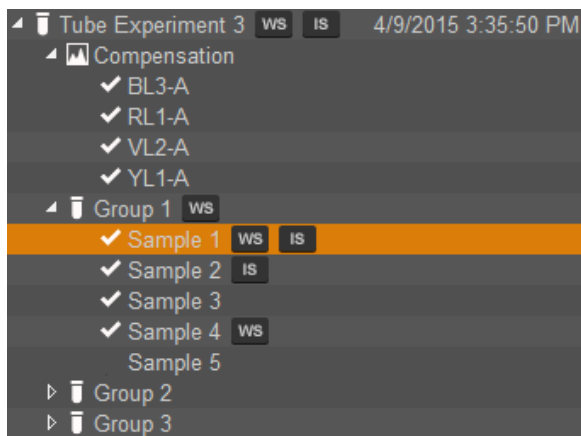 Tube Experiment 3 WS IS 4/9/2015 3:35:50 PM
Compensation
BL3-A
RL1-A
VL2-A
YL1-A
Group 1 WS
Sample 1 WS IS
Sample 2 IS
Sample 3
Sample 4 WS
Sample 5
Group 2
Group 3